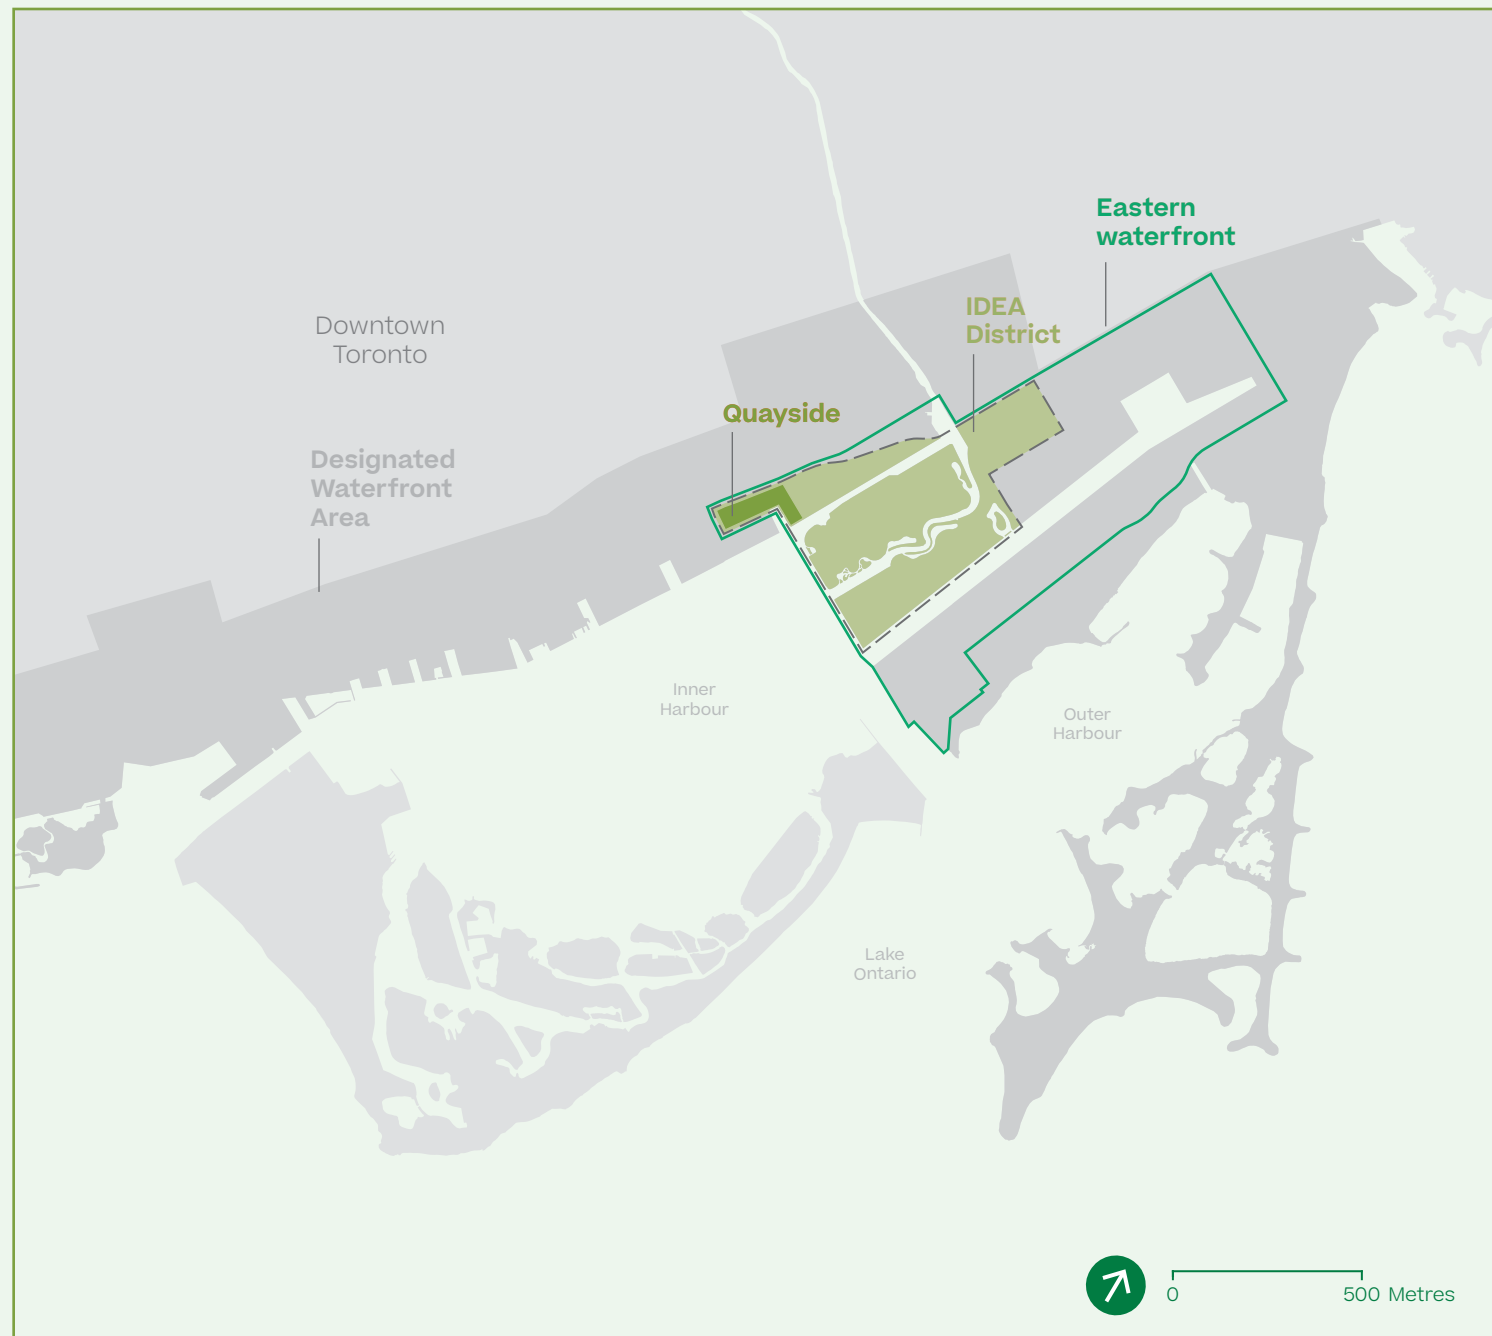 Eastern
waterfront
IDEA
District
Downtown
Toronto
Quayside
Designated
Waterfront
Area
Inner
Harbour
Outer
Harbour
Lake
Ontario
0
500 Metres